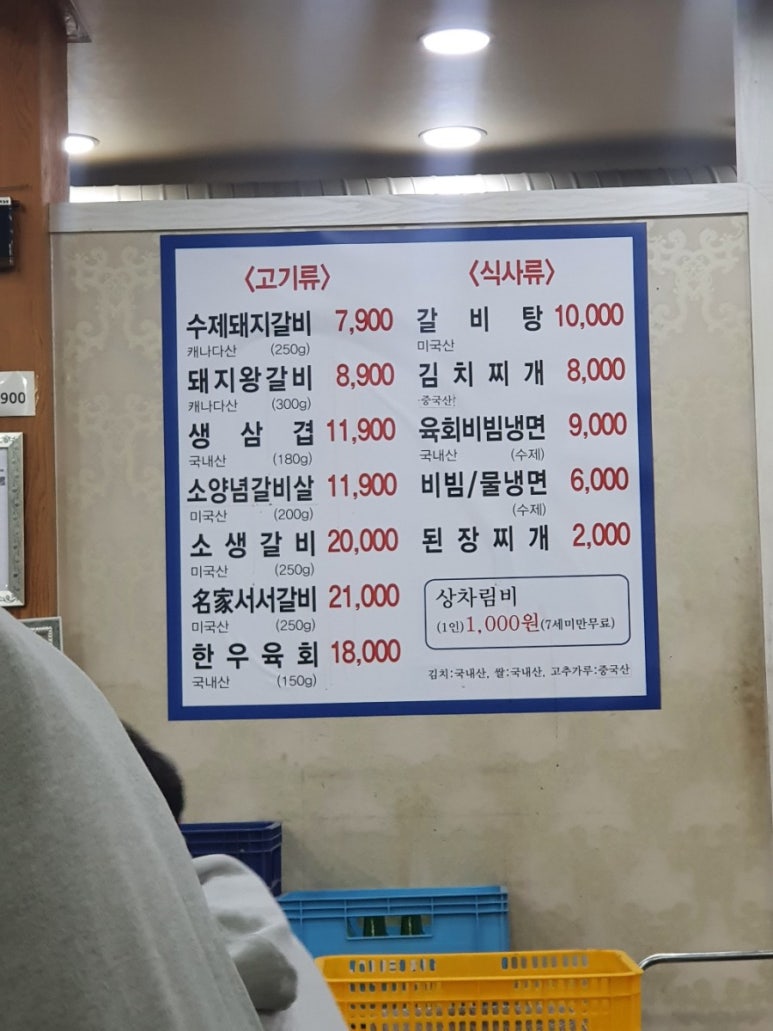 〈고기류〉
수제돼지갈비 7,900
캐나다산 (250g)
돼지왕갈비 8,900
캐나다산 (300g)
생삼겹 11,900
국내산 (180g)
소양념갈비살 11,900
미국산 (200g)
소생갈비 20,000
미국산 (250g)
名家서서갈비 21,000
미국산 (250g)
한우육회 18,000
국내산 (150g)
〈식사류〉
갈비탕 10,000
미국산
김치찌개 8,000
중국산
육회비빔냉면 9,000
국내산 (수제)
비빔/물냉면 6,000
(수제)
된장찌개 2,000
상차림비
(1인)1,000원(7세미만무료)
김치:국내산, 쌀:국내산, 고추가루:중국산
900